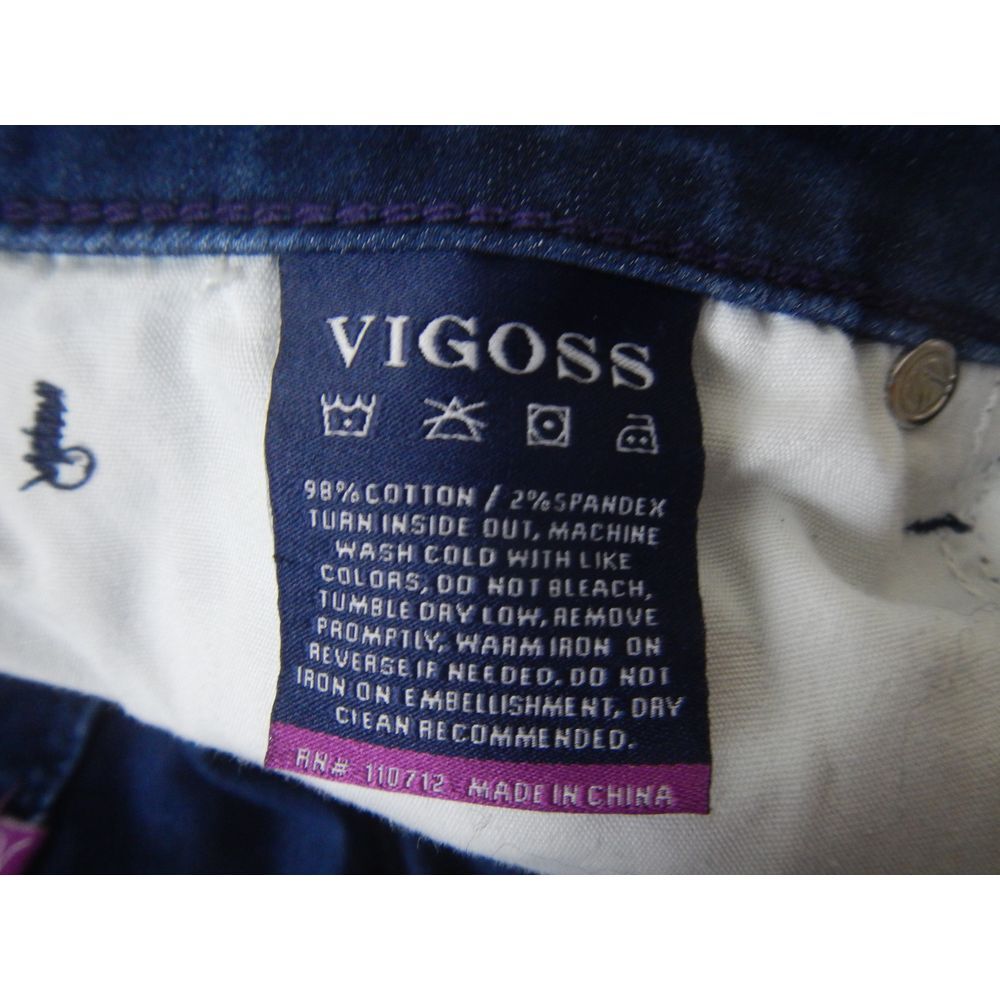 VIGOSS
98% COTTON / 2% SPANDEX
TURN INSIDE OUT, MACHINE
WASH COLD WITH LIKE
COLORS, DO NOT BLEACH,
TUMBLE DRY LOW, REMOVE
PROMPTLY, WARM IRON ON
REVERSE IF NEEDED. DO NOT
IRON ON EMBELLISHMENT, DRY
CLEAN RECOMMENDED.
RN# 110712 MADE IN CHINA